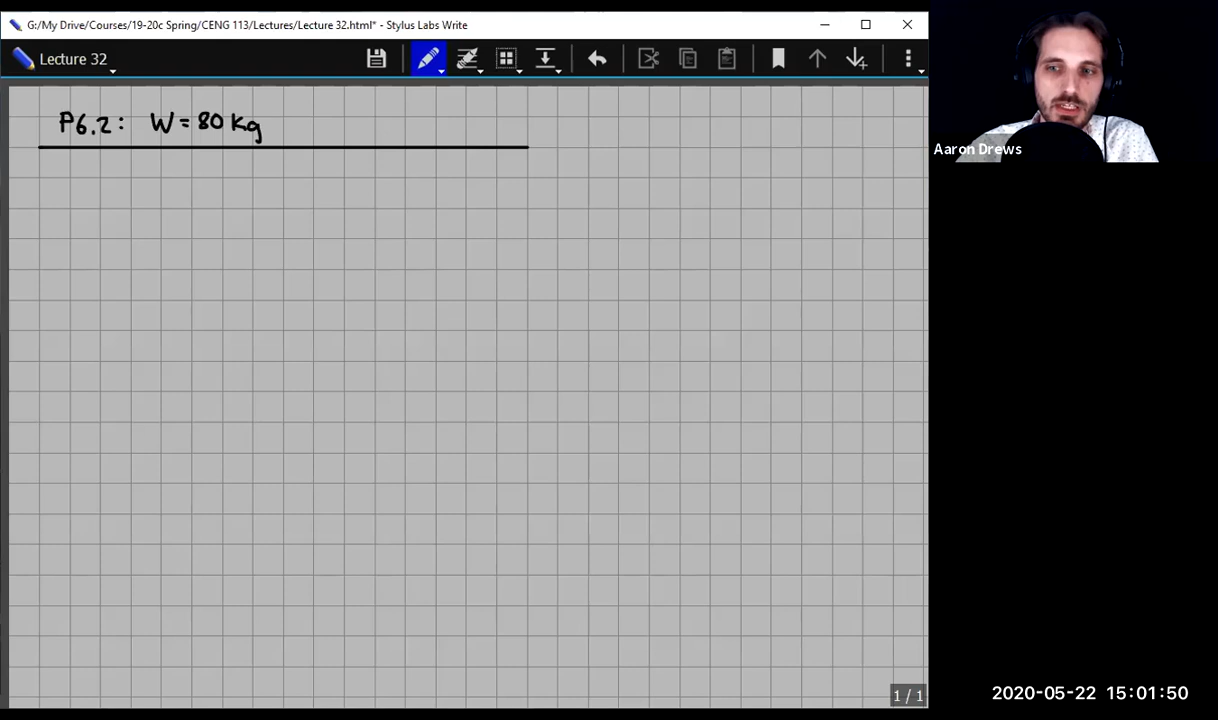 G:/My Drive/Courses/19-20c Spring/CENG 113/Lectures/Lecture 32.html* - Stylus Labs Write
Lecture 32
P6.2: W = 80 kg
Aaron Drews
1 / 1
2020-05-22 15:01:50